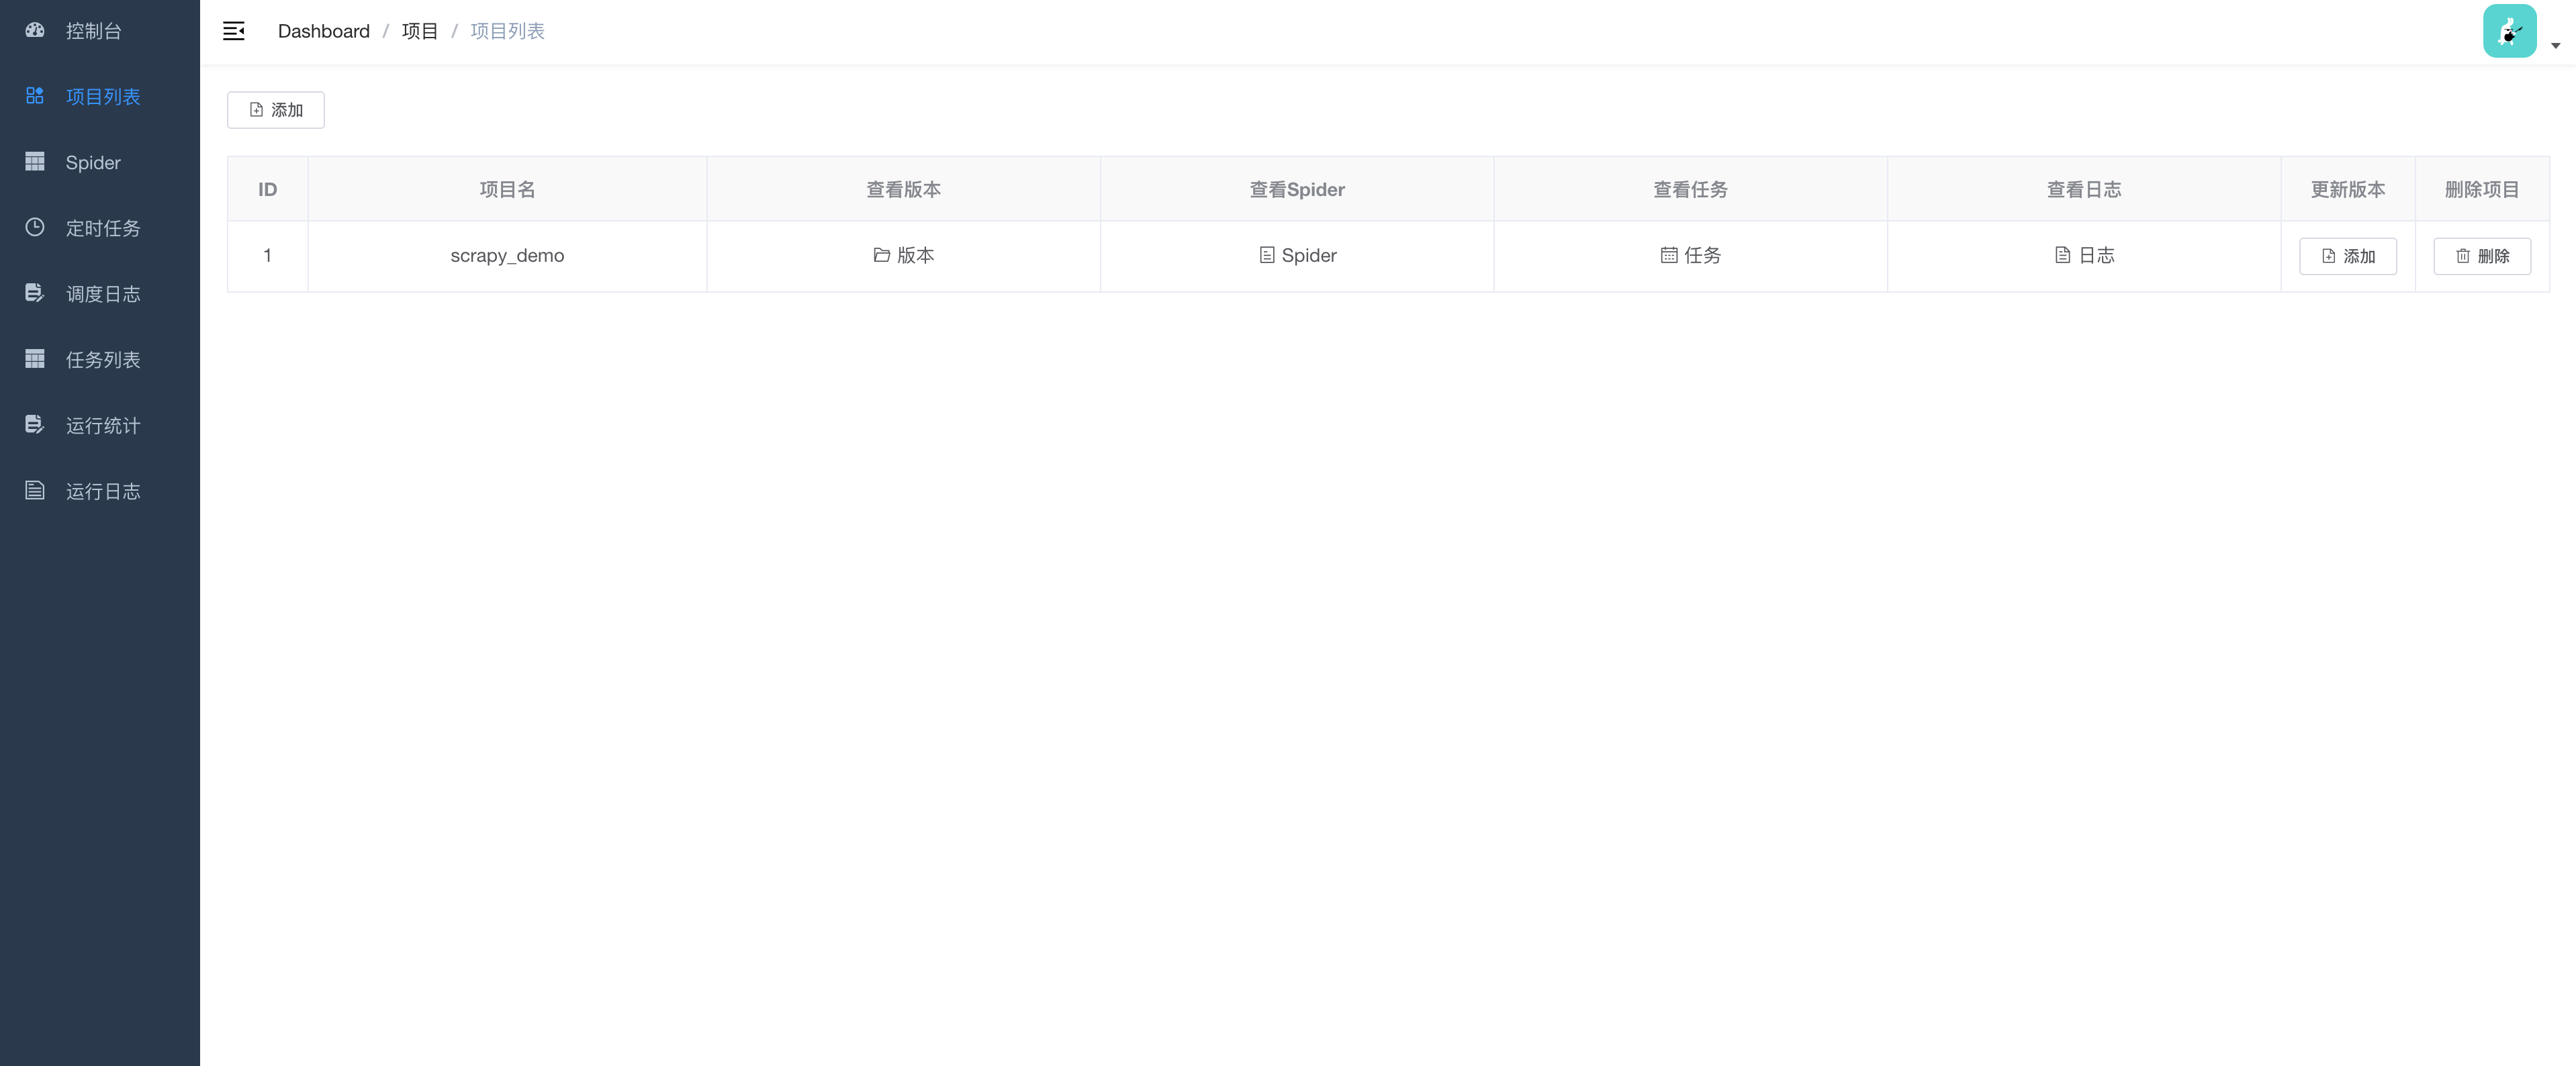 控制台
项目列表
Spider
定时任务
调度日志
任务列表
运行统计
运行日志
Dashboard / 项目 / 项目列表
添加
ID 项目名 查看版本 查看Spider 查看任务 查看日志 更新版本 删除项目
1 scrapy_demo 版本 Spider 任务 日志 添加 删除